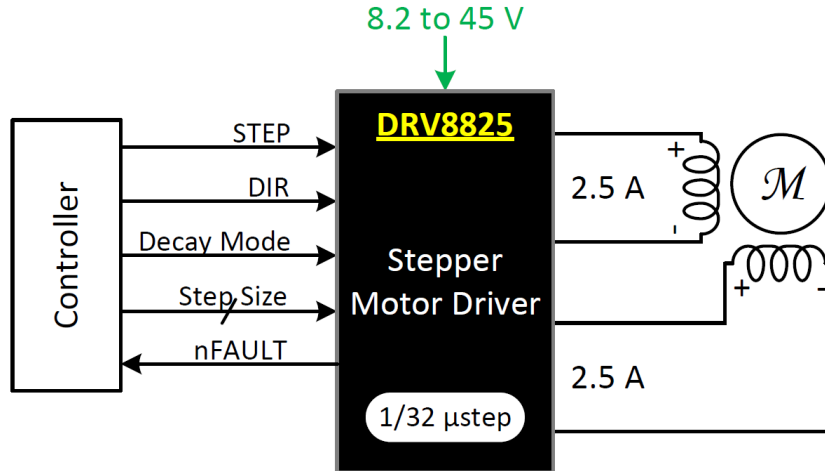 8.2 to 45 V
Controller
STEP
DIR
Decay Mode
Step Size
nFAULT
DRV8825
Stepper
Motor Driver
1/32 µstep
2.5 A
+
-
M
+
-
2.5 A